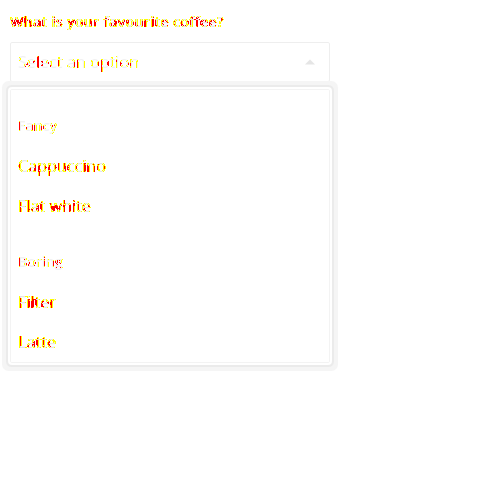 What is your favourite coffee?
Select an option
Fancy
Cappuccino
Flat white
Boring
Filter
Latte